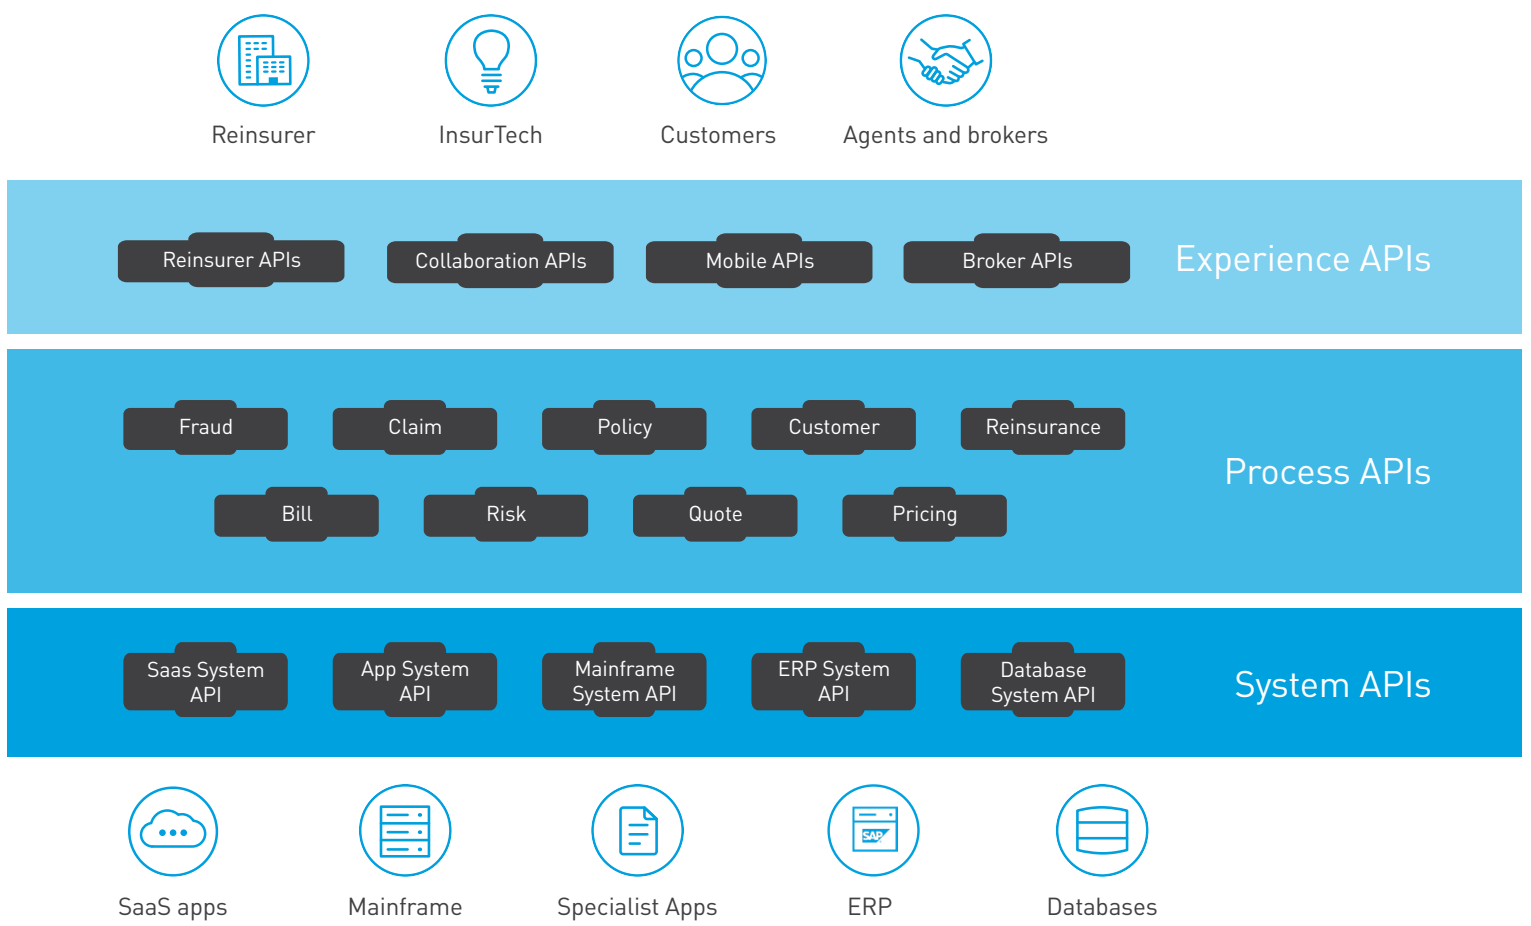 Reinsurer
InsurTech
Customers
Agents and brokers
Reinsurer APIs
Collaboration APIs
Mobile APIs
Broker APIs
Experience APIs
Fraud
Claim
Policy
Customer
Reinsurance
Process APIs
Bill
Risk
Quote
Pricing
Saas System
API
App System
API
Mainframe
System API
ERP System
API
Database
System API
System APIs
SAP
SaaS apps
Mainframe
Specialist Apps
ERP
Databases